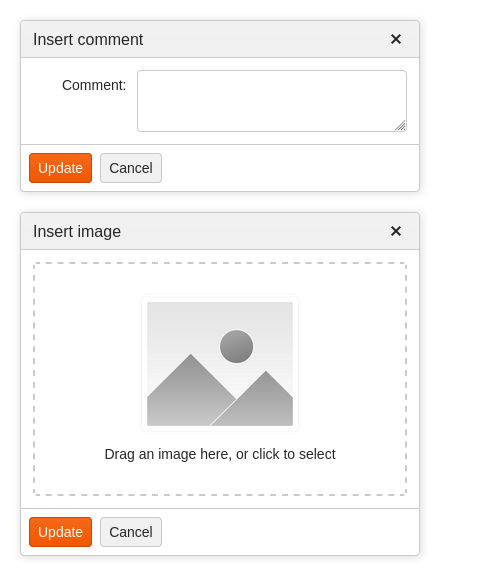 Insert comment ✕
Comment:
Update Cancel
Insert image ✕
Drag an image here, or click to select
Update Cancel